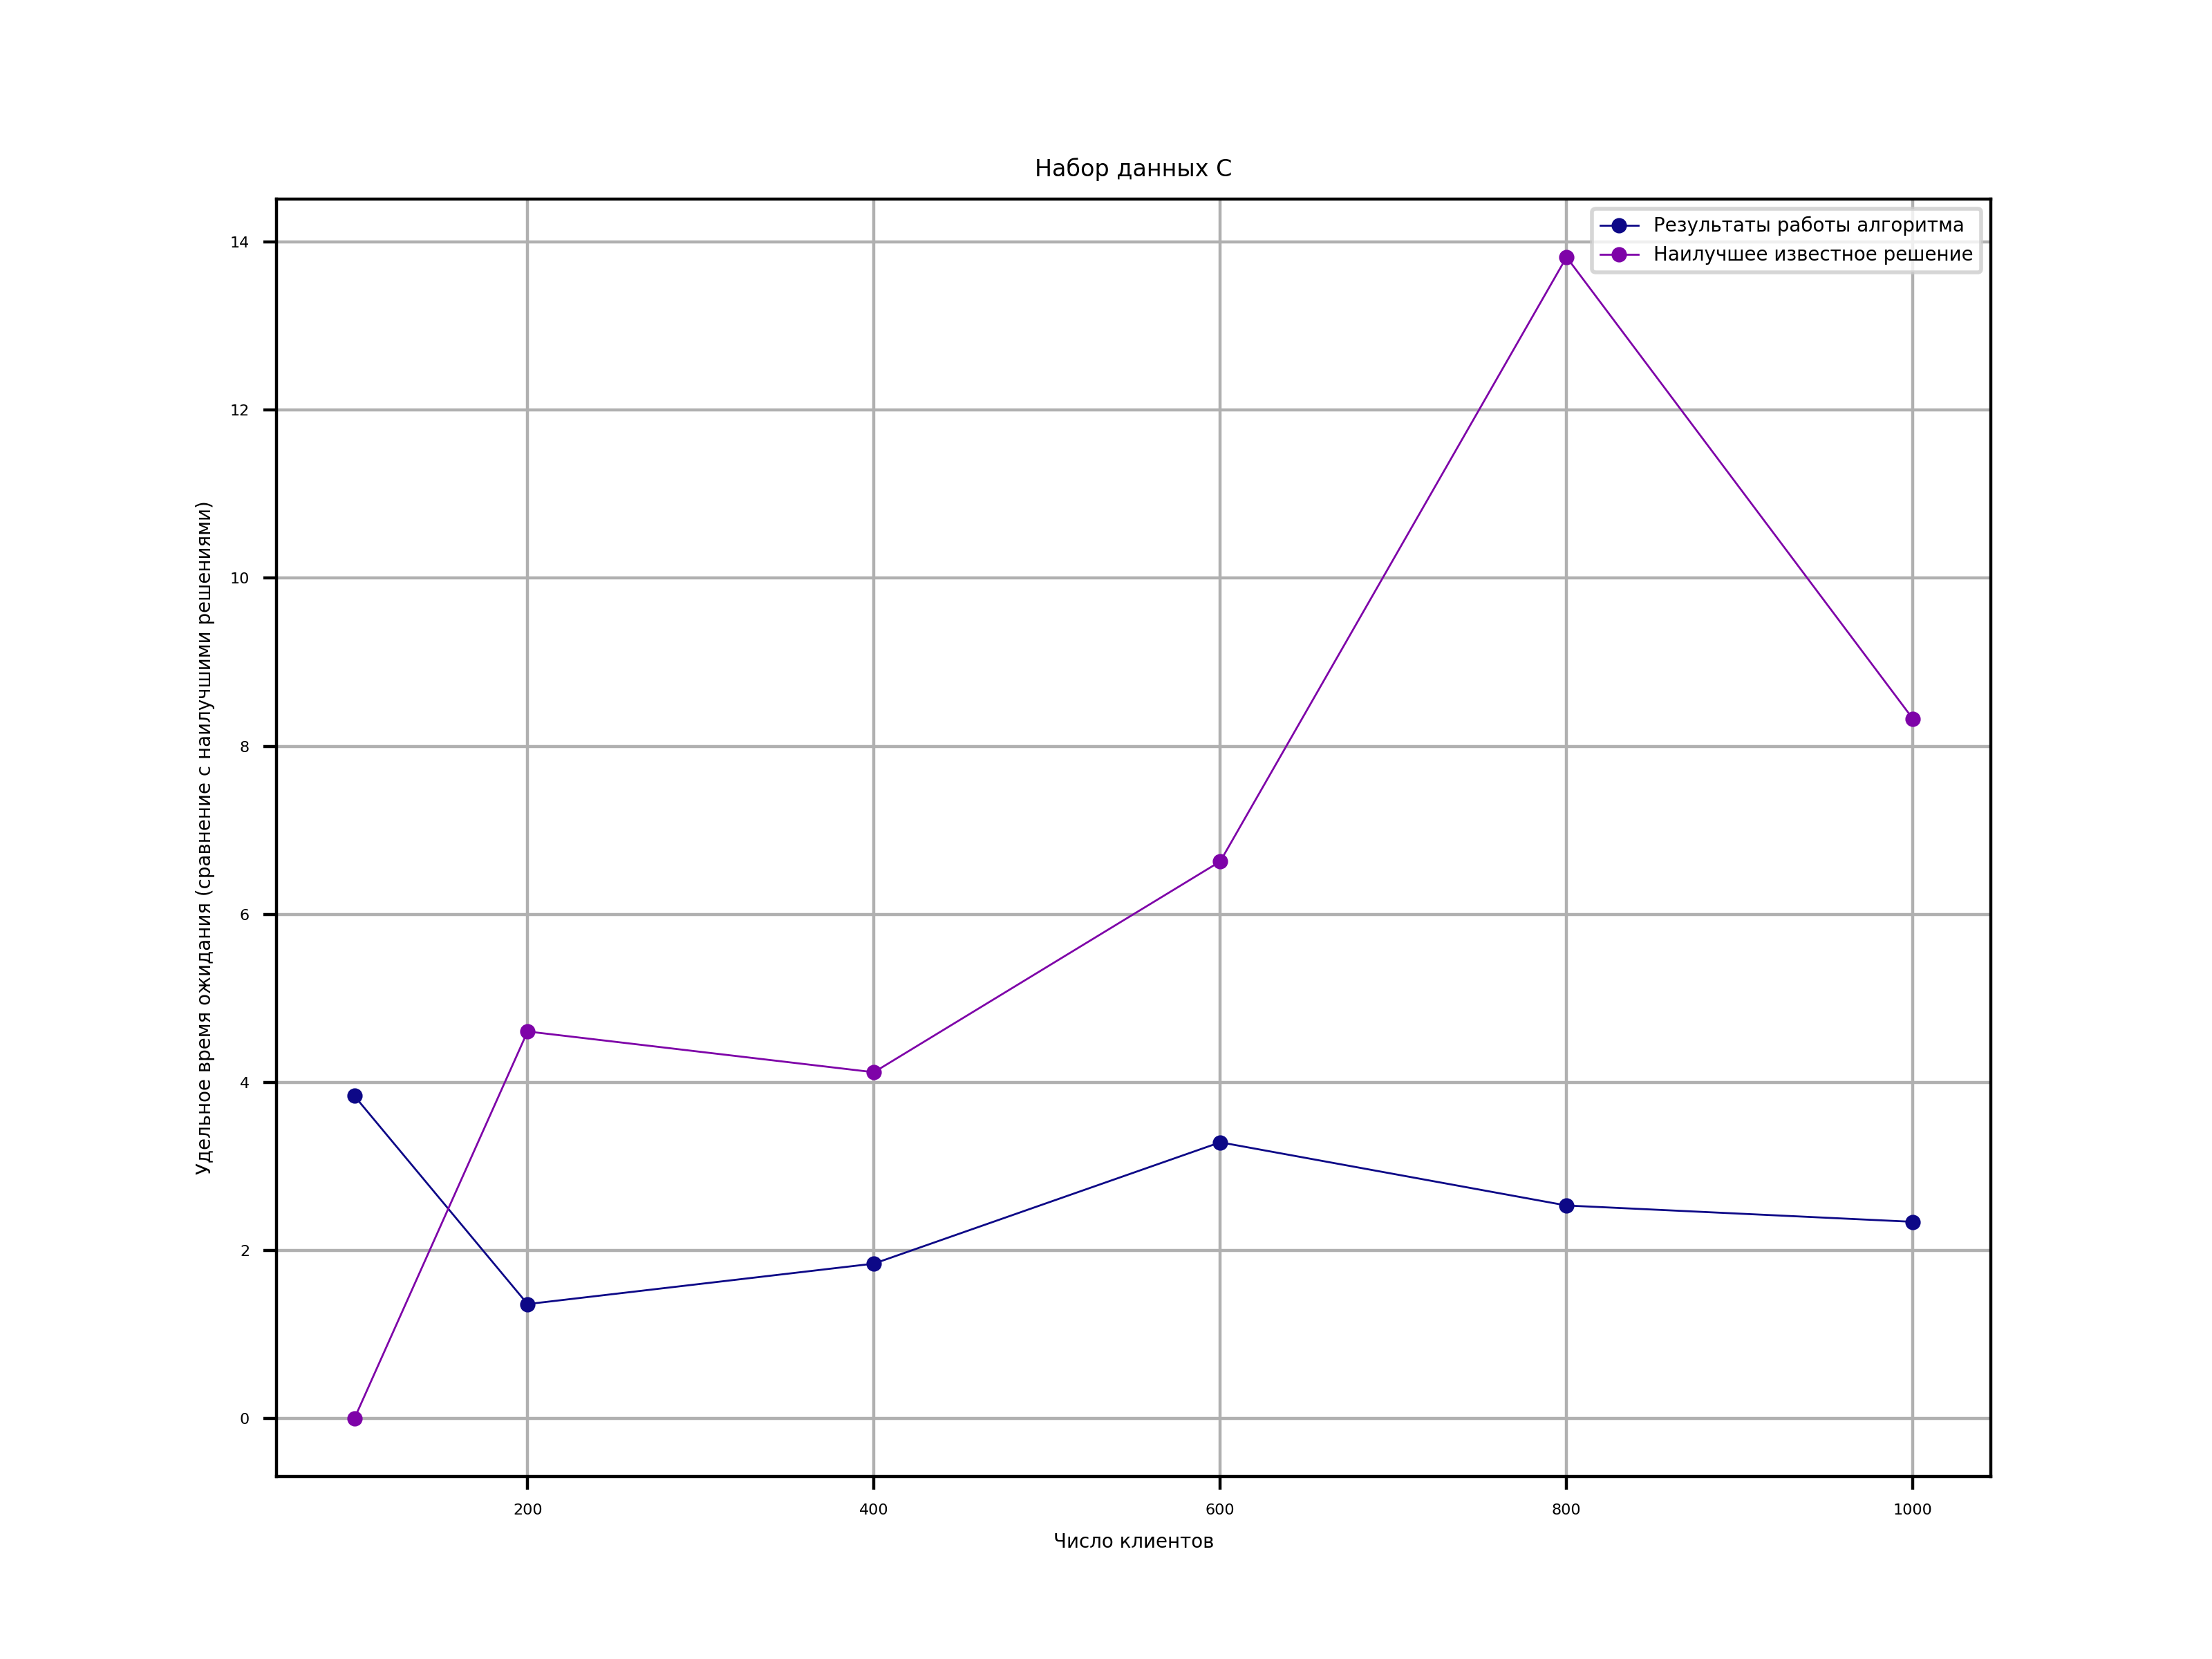 Набор данных C
Результаты работы алгоритма
Наилучшее известное решение
Удельное время ожидания (сравнение с наилучшими решениями)
14
12
10
8
6
4
2
0
200 400 600 800 1000
Число клиентов